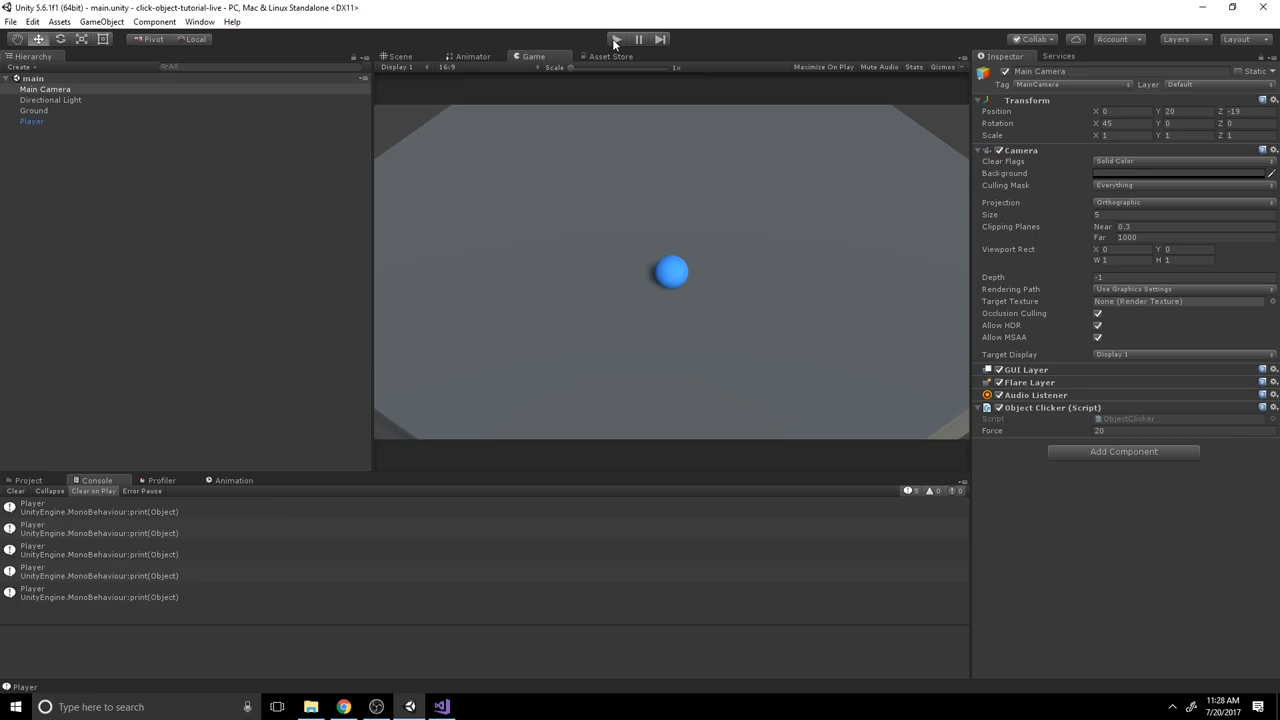 Unity 5.6.1f1 (64bit) - main.unity - click-object-tutorial-live - PC, Mac & Linux Standalone <DX11>
File Edit Assets GameObject Component Window Help
Pivot Local Collab Account Layers Layout
Hierarchy
Create All
main
Main Camera
Directional Light
Ground
Player
Scene Animator Game Asset Store
Display 1 16:9 Scale 1x Maximize On Play Mute Audio Stats Gizmos
Inspector Services
Main Camera Static
Tag MainCamera Layer Default
Transform
Position X 0 Y 20 Z -19
Rotation X 45 Y 0 Z 0
Scale X 1 Y 1 Z 1
Camera
Clear Flags Solid Color
Background
Culling Mask Everything
Projection Orthographic
Size 5
Clipping Planes Near 0.3
Far 1000
Viewport Rect X 0 Y 0
W 1 H 1
Depth -1
Rendering Path Use Graphics Settings
Target Texture None (Render Texture)
Occlusion Culling
Allow HDR
Allow MSAA
Target Display Display 1
GUI Layer
Flare Layer
Audio Listener
Object Clicker (Script)
Script ObjectClicker
Force 20
Add Component
Project Console Profiler Animation
Clear Collapse Clear on Play Error Pause 5 0 0
Player
UnityEngine.MonoBehaviour:print(Object)
Player
UnityEngine.MonoBehaviour:print(Object)
Player
UnityEngine.MonoBehaviour:print(Object)
Player
UnityEngine.MonoBehaviour:print(Object)
Player
UnityEngine.MonoBehaviour:print(Object)
Player
Type here to search
11:28 AM
7/20/2017